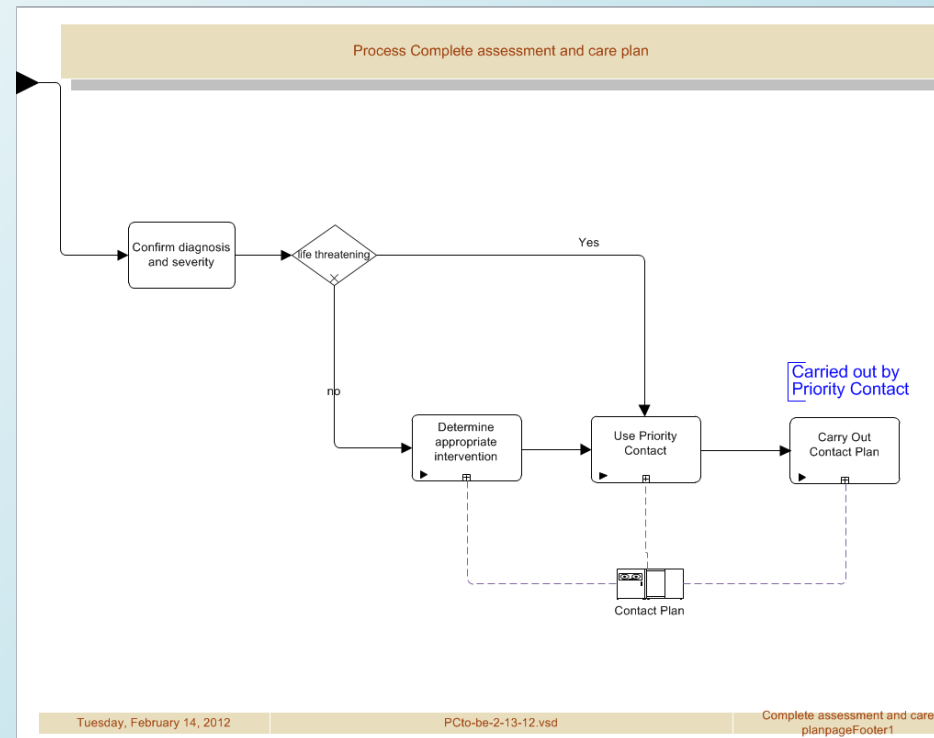 Process Complete assessment and care plan
Confirm diagnosis
and severity
life threatening
Yes
no
Carried out by
Priority Contact
Determine
appropriate
intervention
Use Priority
Contact
Carry Out
Contact Plan
Contact Plan
Tuesday, February 14, 2012
PCto-be-2-13-12.vsd
Complete assessment and care
planpageFooter1